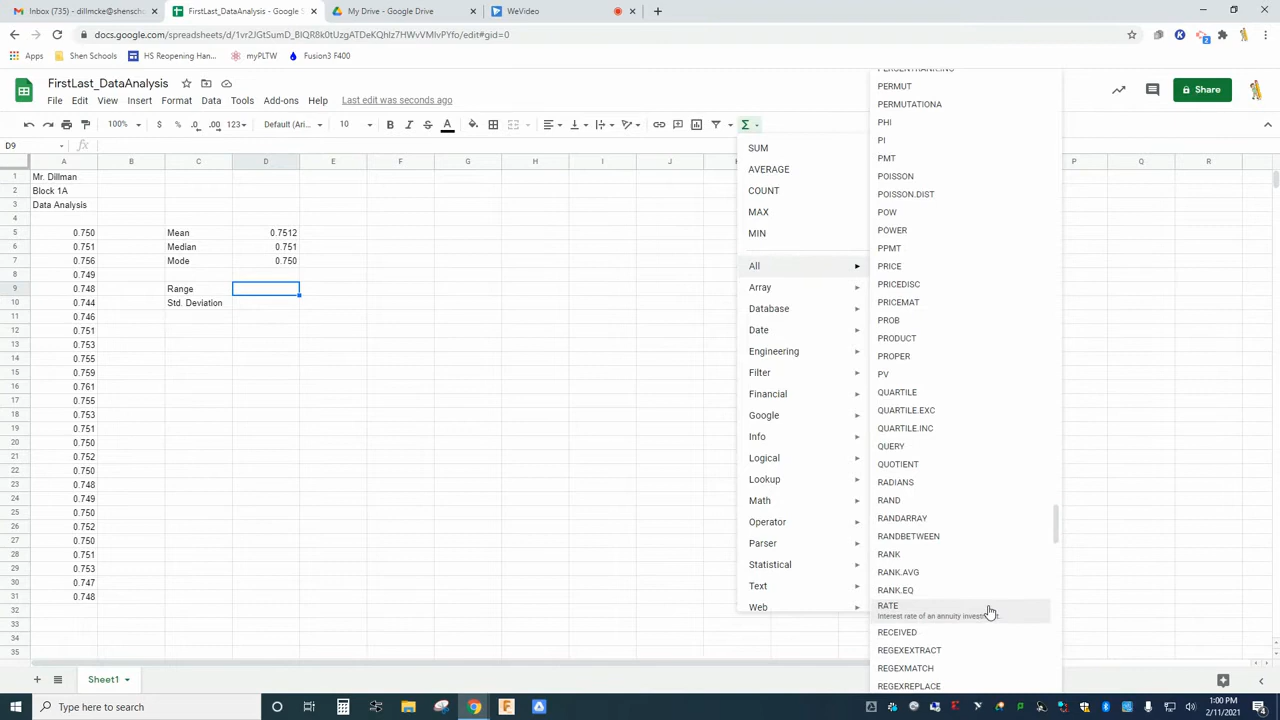 Inbox (735) - dillmcke@shenscho
FirstLast_DataAnalysis - Google S
My Drive - Google Drive
WeVideo
docs.google.com/spreadsheets/d/1vr2JGtSumD_BIQR8k0tUzgATDeKQhlz7HWvVMIvPYfo/edit#gid=0
Apps Shen Schools HS Reopening Han... myPLTW Fusion3 F400
FirstLast_DataAnalysis
File Edit View Insert Format Data Tools Add-ons Help Last edit was seconds ago
Share
100% $ % .0 .00 123 Default (Ari... 10 B I S A
D9 fx
A B C D E F G H I J P Q R
1 Mr. Dillman
2 Block 1A
3 Data Analysis
4
5 0.750 Mean 0.7512
6 0.751 Median 0.751
7 0.756 Mode 0.750
8 0.749
9 0.748 Range
10 0.744 Std. Deviation
11 0.746
12 0.751
13 0.753
14 0.755
15 0.759
16 0.761
17 0.755
18 0.753
19 0.751
20 0.750
21 0.752
22 0.750
23 0.748
24 0.749
25 0.750
26 0.752
27 0.750
28 0.751
29 0.753
30 0.747
31 0.748
32
33
34
35
SUM
AVERAGE
COUNT
MAX
MIN
All
Array
Database
Date
Engineering
Filter
Financial
Google
Info
Logical
Lookup
Math
Operator
Parser
Statistical
Text
Web
PERCENTRANK.INC
PERMUT
PERMUTATIONA
PHI
PI
PMT
POISSON
POISSON.DIST
POW
POWER
PPMT
PRICE
PRICEDISC
PRICEMAT
PROB
PRODUCT
PROPER
PV
QUARTILE
QUARTILE.EXC
QUARTILE.INC
QUERY
QUOTIENT
RADIANS
RAND
RANDARRAY
RANDBETWEEN
RANK
RANK.AVG
RANK.EQ
RATE
Interest rate of an annuity
RECEIVED
REGEXEXTRACT
REGEXMATCH
REGEXREPLACE
Sheet1
Type here to search
1:00 PM
2/11/2021